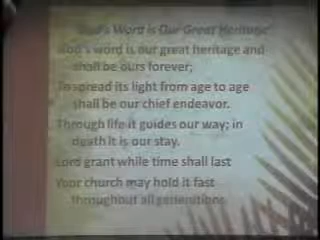 God's Word is Our Great Heritage
God's word is our great heritage and
shall be ours forever;
To spread its light from age to age
shall be our chief endeavor.
Through life it guides our way; in
death it is our stay.
Lord grant while time shall last
Your church may hold it fast
throughout all generations